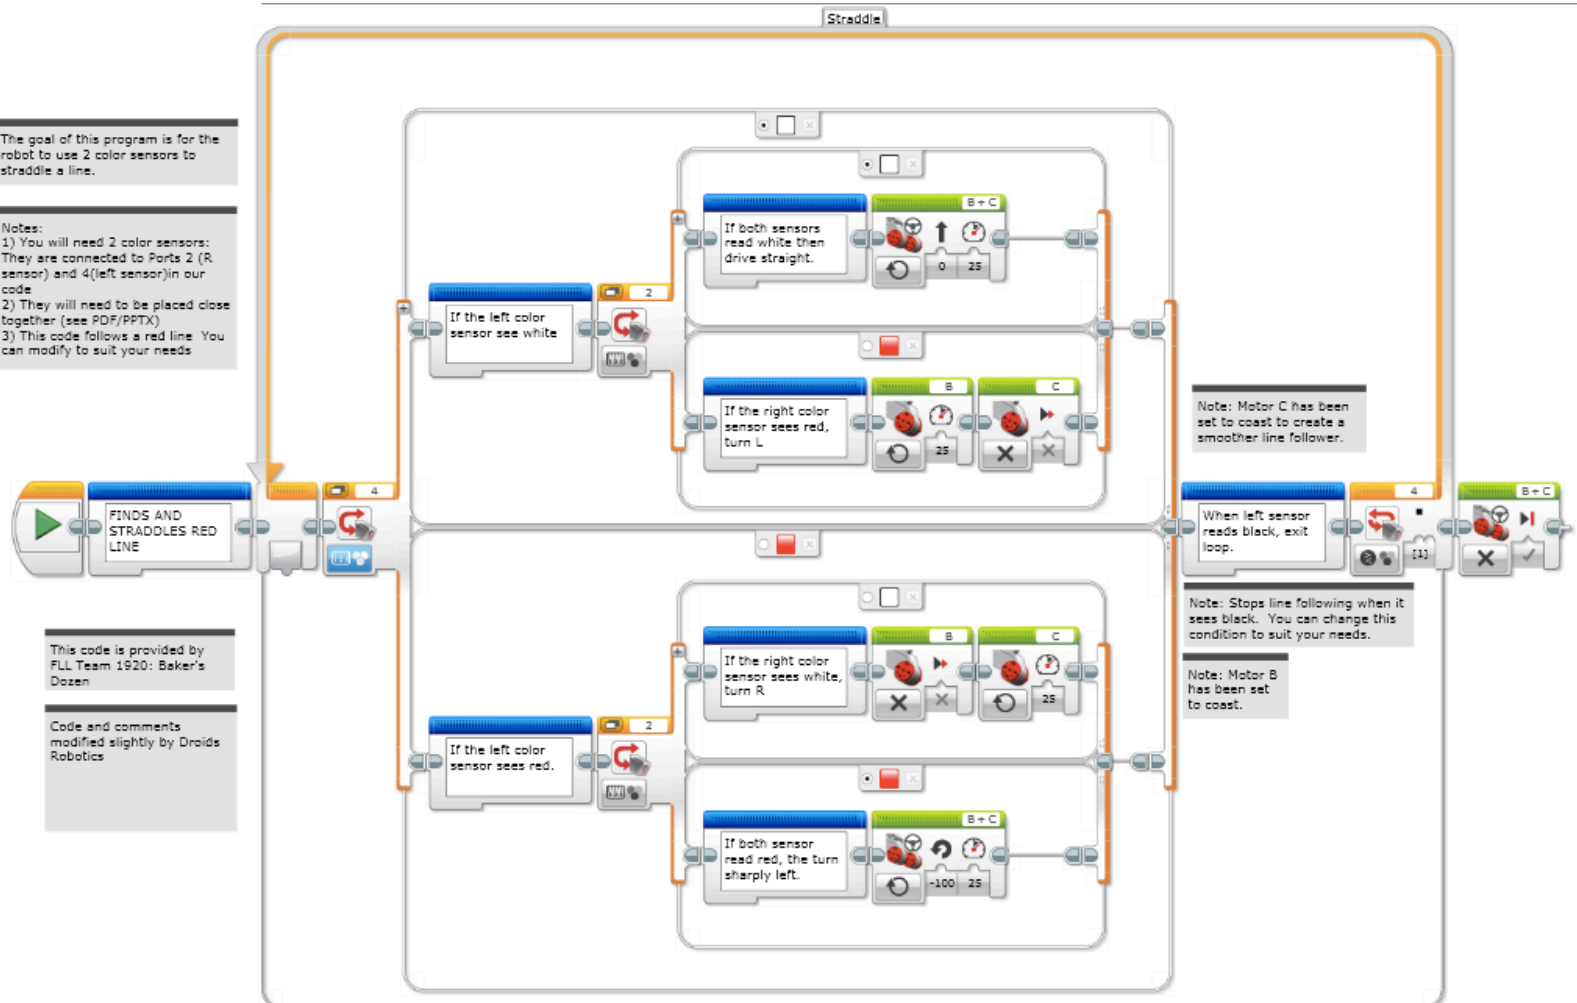 Straddle
The goal of this program is for the
robot to use 2 color sensors to
straddle a line.
Notes:
1) You will need 2 color sensors:
They are connected to Ports 2 (R
sensor) and 4(left sensor)in our
code
2) They will need to be placed close
together (see PDF/PPTX)
3) This code follows a red line  You
can modify to suit your needs
FINDS AND
STRADDLES RED
LINE
4
If the left color
sensor see white
2
If both sensors
read white then
drive straight.
B + C
0
25
If the right color
sensor sees red,
turn L
B
25
C
If the left color
sensor sees red.
2
If the right color
sensor sees white,
turn R
B
C
25
If both sensor
read red, the turn
sharply left.
B + C
-100
25
Note: Motor C has been
set to coast to create a
smoother line follower.
When left sensor
reads black, exit
loop.
4
[1]
B + C
Note: Stops line following when it
sees black.  You can change this
condition to suit your needs.
Note: Motor B
has been set
to coast.
This code is provided by
FLL Team 1920: Baker's
Dozen
Code and comments
modified slightly by Droids
Robotics